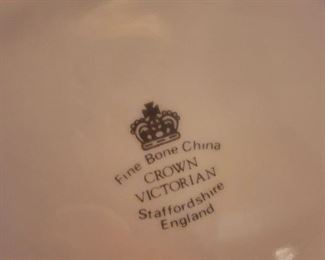 Fine Bone China
CROWN
VICTORIAN
Staffordshire
England